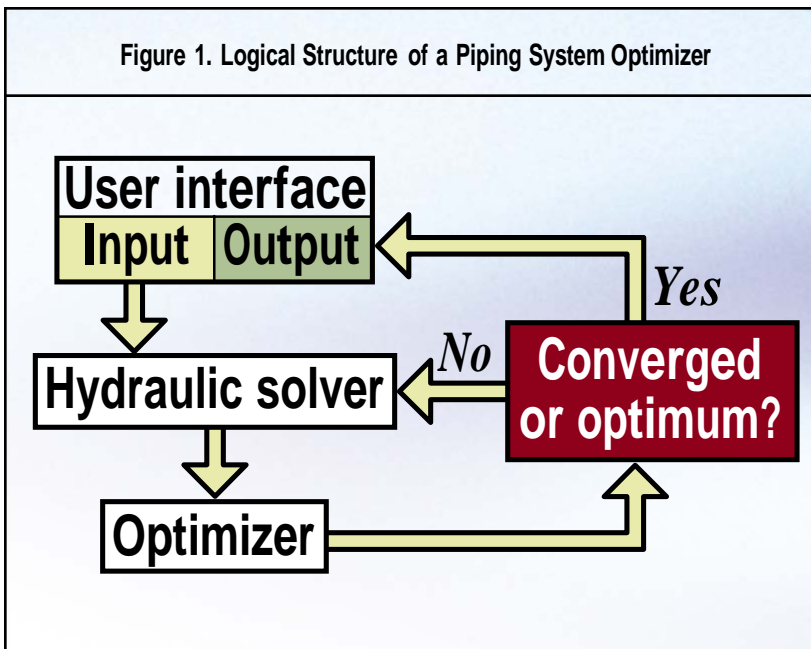 Figure 1. Logical Structure of a Piping System Optimizer
User interface
Input Output
Yes
No
Hydraulic solver
Converged
or optimum?
Optimizer